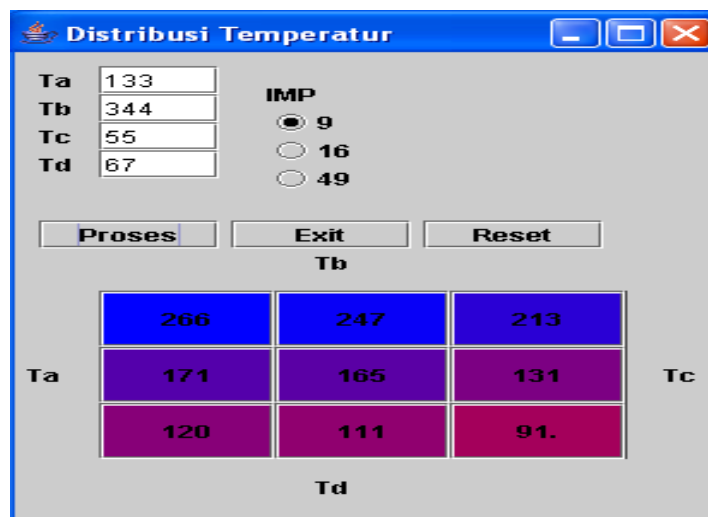 Distribusi Temperatur
Ta 133
Tb 344
Tc 55
Td 67
IMP
9
16
49
Proses Exit Reset
Tb
266 247 213
Ta 171 165 131 Tc
120 111 91.
Td